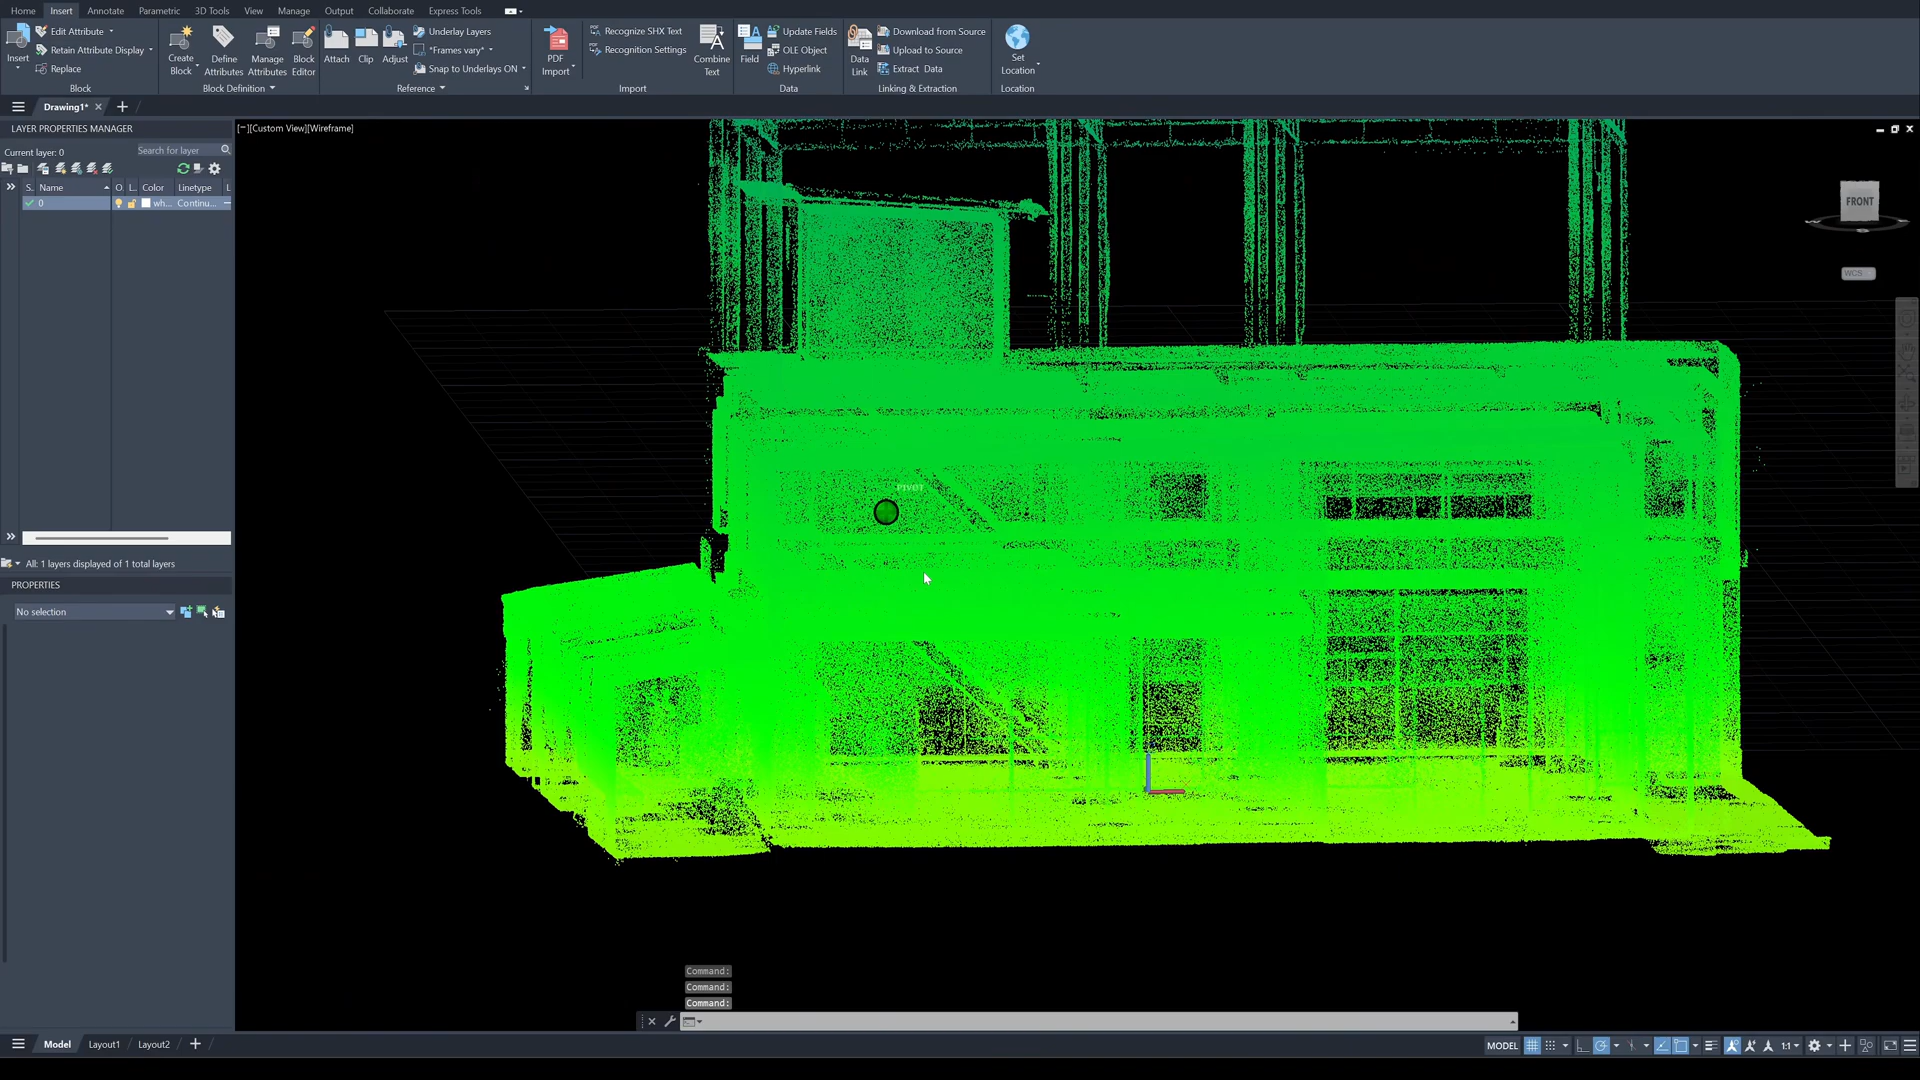 Home Insert Annotate Parametric 3D Tools View Manage Output Collaborate Express Tools
Insert
Edit Attribute
Retain Attribute Display
Replace
Block
Create Block
Define Attributes
Manage Attributes
Block Editor
Block Definition
Attach
Clip
Adjust
Underlay Layers
*Frames vary*
Snap to Underlays ON
Reference
PDF Import
Recognize SHX Text
Recognition Settings
Combine Text
Import
Field
Update Fields
OLE Object
Hyperlink
Data
Data Link
Download from Source
Upload to Source
Extract Data
Linking & Extraction
Set Location
Location
Drawing1*
LAYER PROPERTIES MANAGER
[−][Custom View][Wireframe]
Current layer: 0
Search for layer
S.. Name O L.. Color Linetype L
0 wh... Continu...
FRONT
WCS
PIVOT
All: 1 layers displayed of 1 total layers
PROPERTIES
No selection
Command:
Command:
Command:
Model Layout1 Layout2
MODEL 1:1